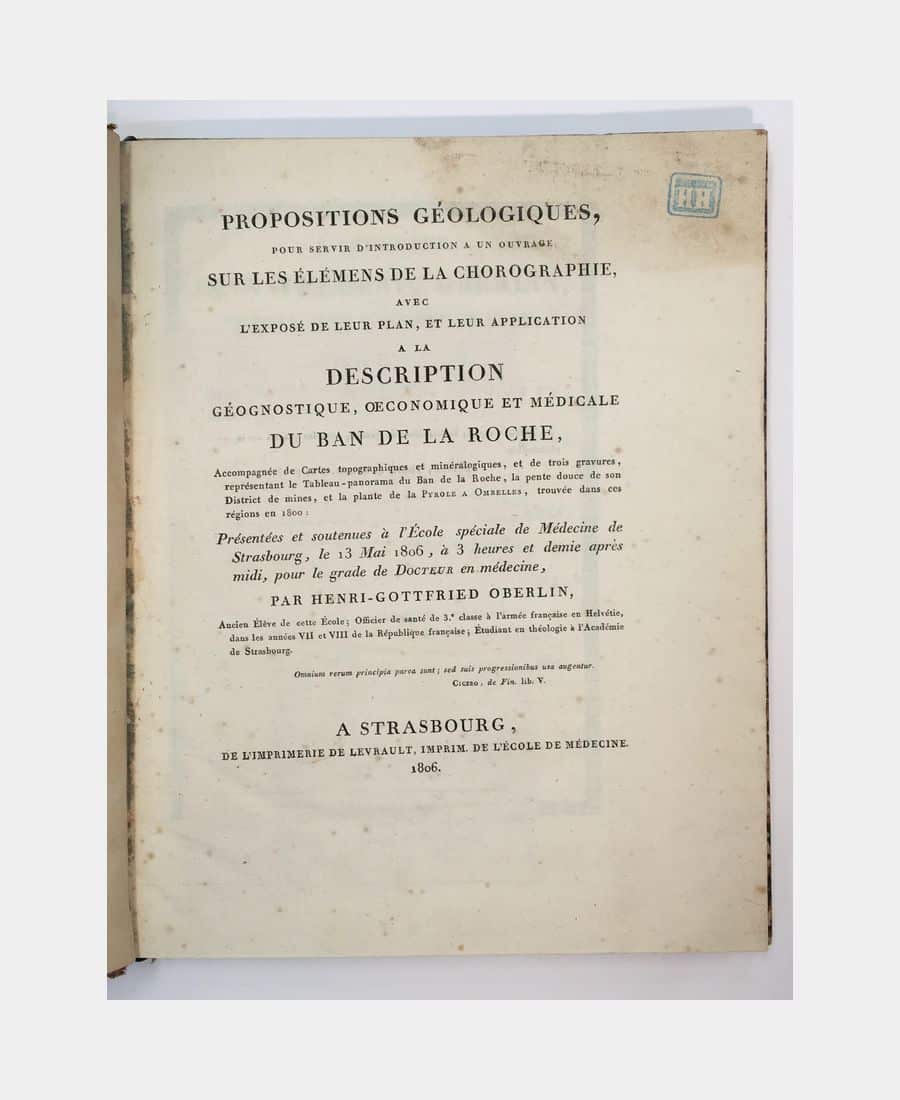 PROPOSITIONS GÉOLOGIQUES,
POUR SERVIR D'INTRODUCTION A UN OUVRAGE
SUR LES ÉLÉMENS DE LA CHOROGRAPHIE,
AVEC
L'EXPOSÉ DE LEUR PLAN, ET LEUR APPLICATION
A LA
DESCRIPTION
GÉOGNOSTIQUE, ŒCONOMIQUE ET MÉDICALE
DU BAN DE LA ROCHE,
Accompagnée de Cartes topographiques et minéralogiques, et de trois gravures,
représentant le Tableau-panorama du Ban de la Roche, la pente douce de son
District de mines, et la plante de la PYROLE A OMBELLES, trouvée dans ces
régions en 1800:
Présentées et soutenues à l'École spéciale de Médecine de
Strasbourg, le 13 Mai 1806, à 3 heures et demie après
midi, pour le grade de DOCTEUR en médecine,
PAR HENRI-GOTTFRIED OBERLIN,
Ancien Élève de cette École; Officier de santé de 3.e classe à l'armée française en Helvétie,
dans les années VII et VIII de la République française; Étudiant en théologie à l'Académie
de Strasbourg.
Omnium rerum principia parva sunt; sed suis progressionibus usa augentur.
CICERO, de Fin. lib. V.
A STRASBOURG,
DE L'IMPRIMERIE DE LEVRAULT, IMPRIM. DE L'ÉCOLE DE MÉDECINE.
1806.